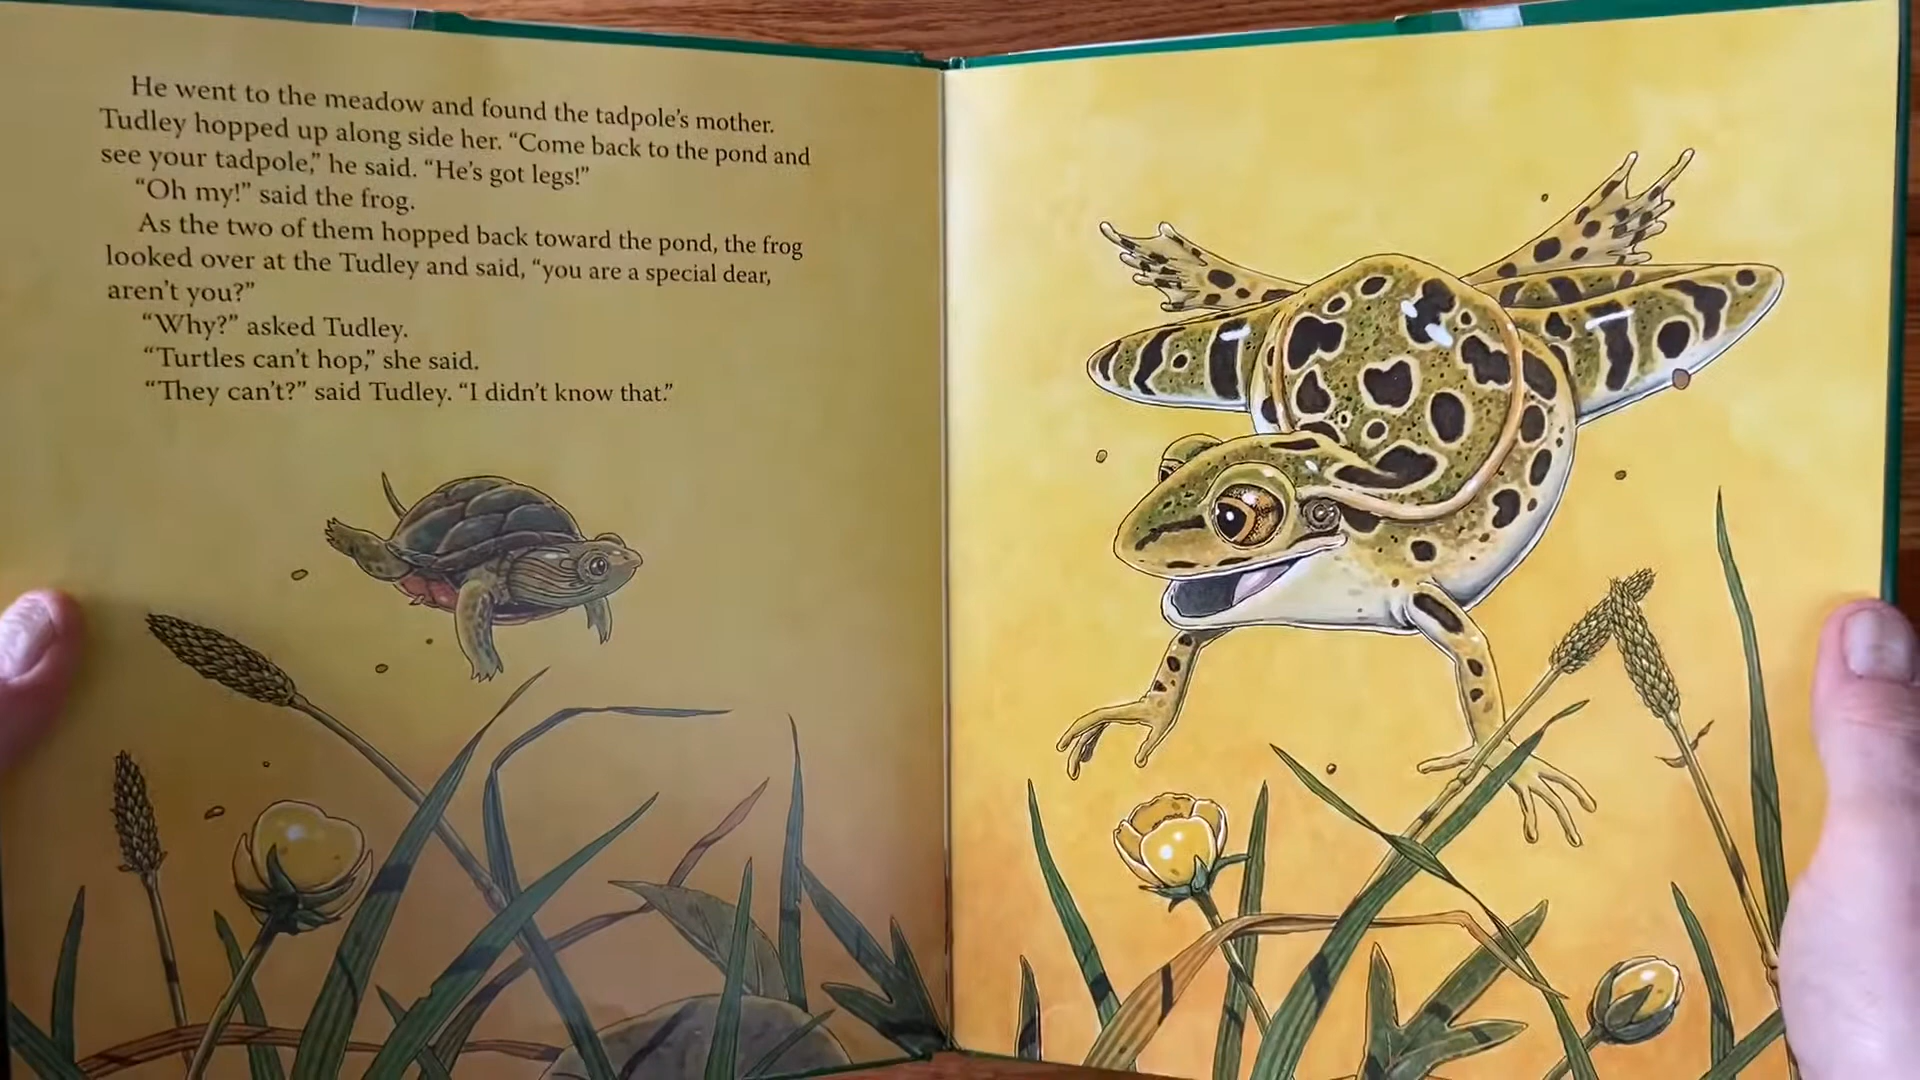 He went to the meadow and found the tadpole's mother.
Tudley hopped up along side her. “Come back to the pond and
see your tadpole,” he said. “He's got legs!”
“Oh my!” said the frog.
As the two of them hopped back toward the pond, the frog
looked over at the Tudley and said, “you are a special dear,
aren't you?”
“Why?” asked Tudley.
“Turtles can't hop,” she said.
“They can't?” said Tudley. “I didn't know that.”